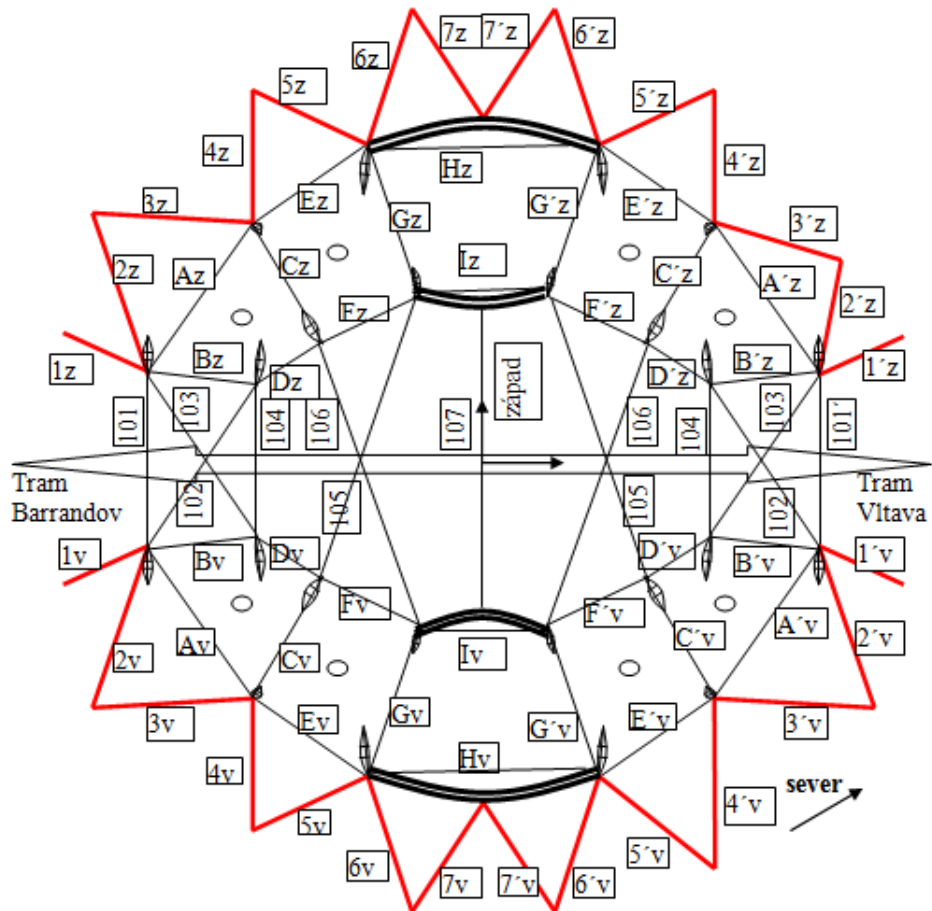 7z 7´z
6z 6´z
5z 5´z
4z 4´z
Hz
Ez E´z
3z Gz G´z 3´z
2z Az Cz Iz C´z A´z 2´z
Fz F´z
1z Bz Dz D´z B´z 1´z
101 103 104 106 107 západ 106 104 103 101´
Tram
Barrandov
Tram
Vltava
102 105 105 102
1v Bv Dv D´v B´v 1´v
Fv F´v
2v Av Cv Iv C´v A´v 2´v
3v Ev Gv G´v E´v 3´v
Hv
4v sever 4´v
5v 5´v
6v 7v 7´v 6´v